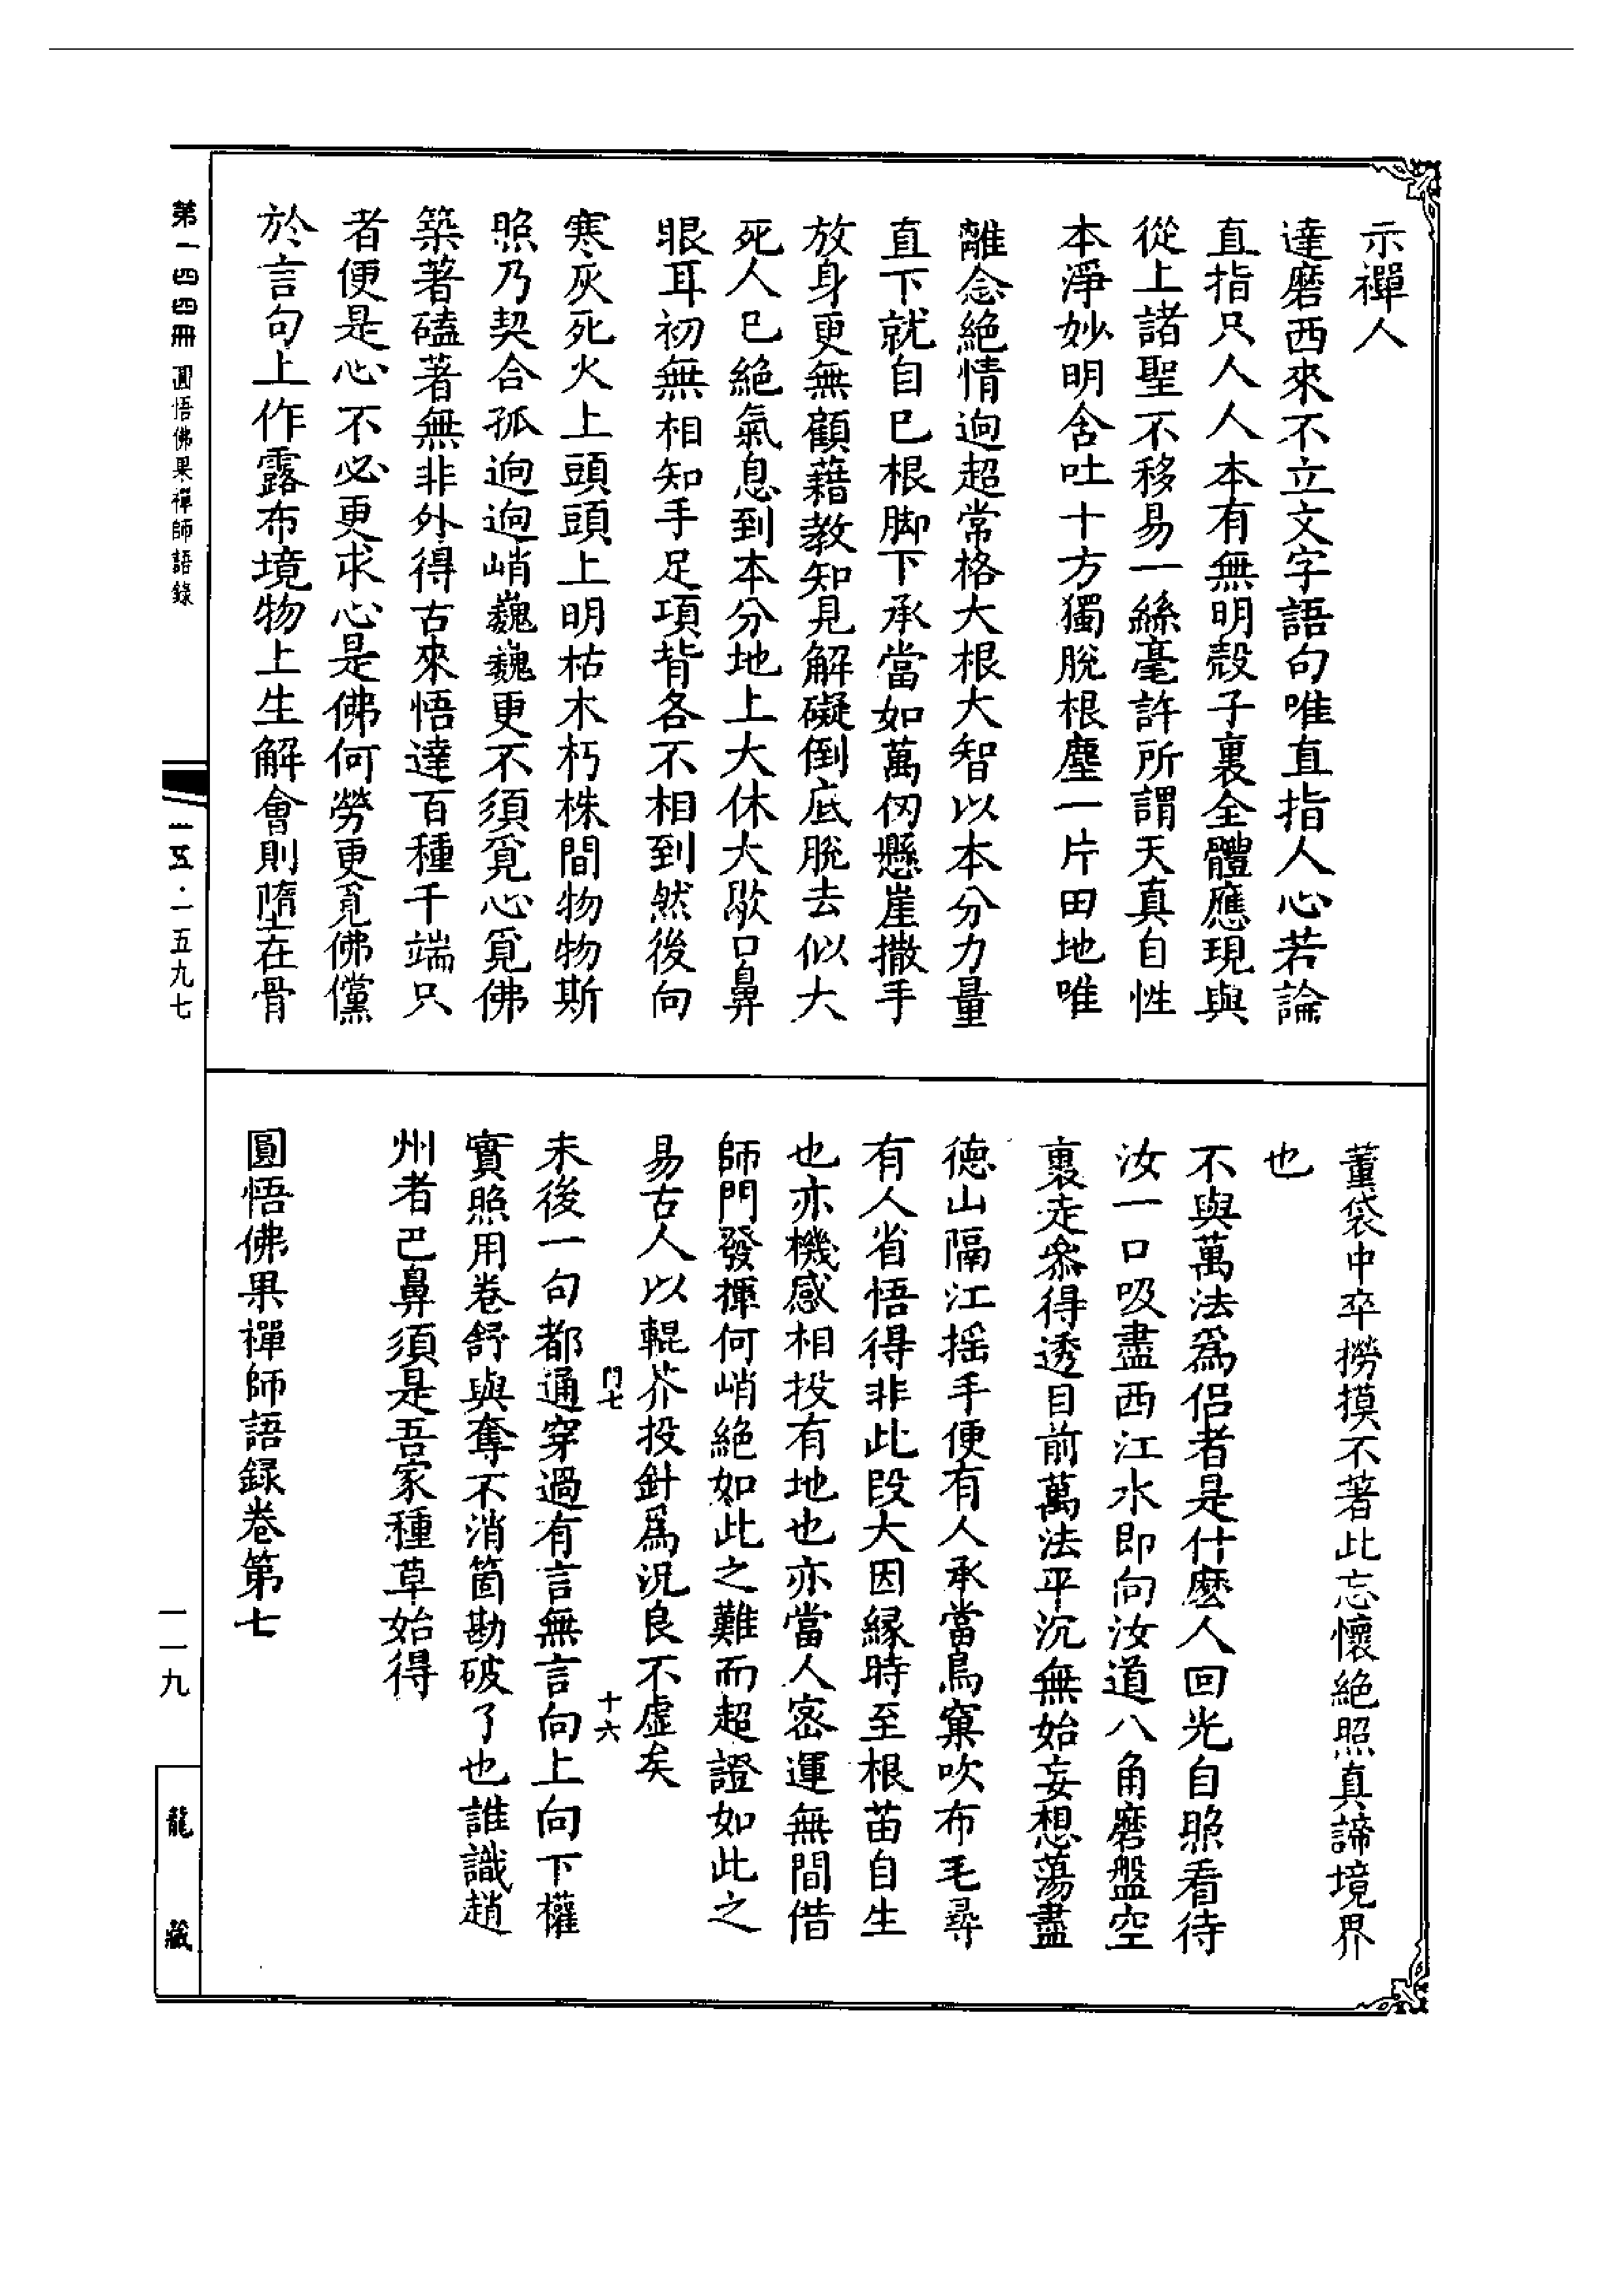 示禪人
達磨西來不立文字語句唯直指人心若論
直指只人人本有無明殼子裏全體應現與
從上諸聖不移易一絲毫許所謂天真自性
本淨妙明含吐十方獨脫根塵一片田地唯
離念絕情逈超常格大根大智以本分力量
直下就自己根脚下承當如萬仞懸崖撒手
放身更無顧藉教知見解礙倒底脫去似大
死人已絕氣息到本分地上大休大歇口鼻
眼耳初無相知手足項背各不相到然後向
寒灰死火上頭頭上明枯木朽株間物物斯
照乃契合孤逈逈峭巍巍更不須覓心覓佛
築著磕著無非外得古來悟達百種千端只
者便是心不必更求心是佛何勞更覓佛儻
於言句上作露布境物上生解會則墮在骨
董袋中卒撈摸不著此忘懷絕照真諦境界
也
不與萬法爲侶者是什麽人回光自照看待
汝一口吸盡西江水即向汝道八角磨盤空
裏走叅得透目前萬法平沉無始妄想蕩盡
德山隔江摇手便有人承當鳥窠吹布毛尋
有人省悟得非此段大因緣時至根苗自生
也亦機感相投有地也亦當人密運無間借
師門發揮何峭絕如此之難而超證如此之
易古人以輥芥投針爲況良不虛矣
門七
十六
末後一句都通穿過有言無言向上向下權
實照用卷舒與奪不消箇勘破了也誰識趙
州者巴鼻須是吾家種草始得
圓悟佛果禪師語録卷第七
第一四四冊
圓悟佛果禪師語錄
一五·一五九七
一一九
龍藏